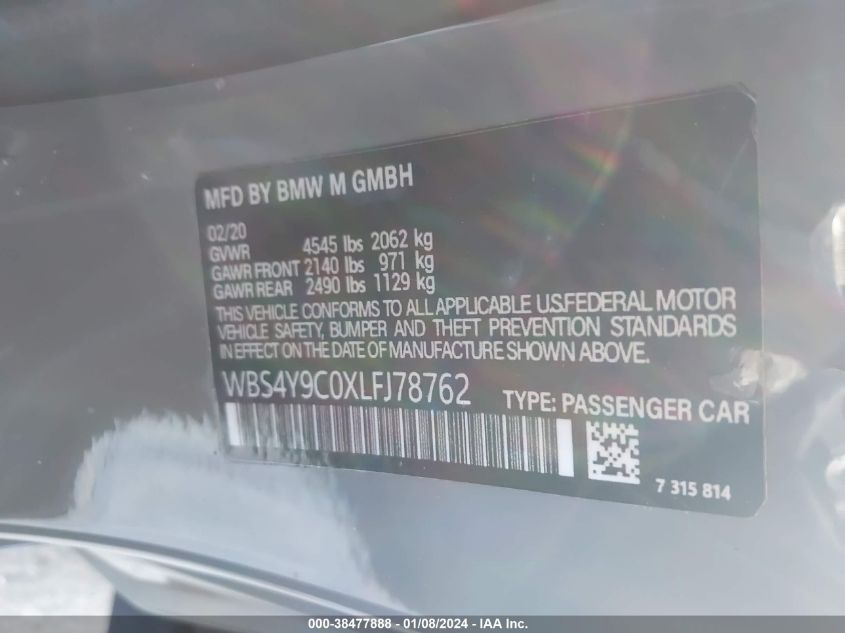 MFD BY BMW M GMBH
02/20
GVWR 4545 lbs 2062 kg
GAWR FRONT 2140 lbs 971 kg
GAWR REAR 2490 lbs 1129 kg
THIS VEHICLE CONFORMS TO ALL APPLICABLE U.S.FEDERAL MOTOR
VEHICLE SAFETY, BUMPER AND THEFT PREVENTION STANDARDS
IN EFFECT ON THE DATE OF MANUFACTURE SHOWN ABOVE.
WBS4Y9C0XLFJ78762 TYPE: PASSENGER CAR
7 315 814
000-38477888 - 01/08/2024 - IAA Inc.